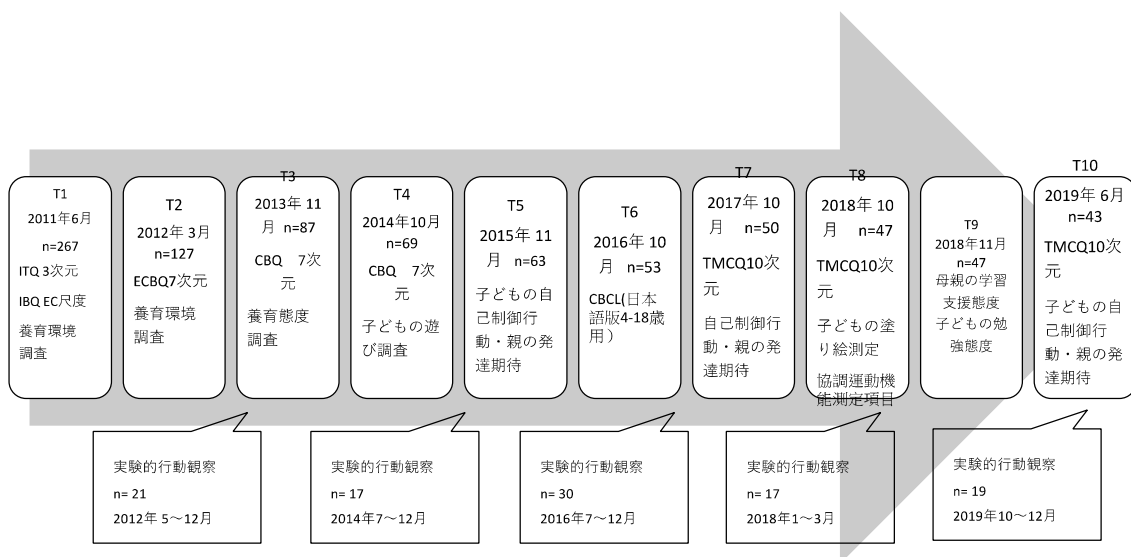 T1
2011年6月
n=267
ITQ 3次元
IBQ EC尺度
養育環境
調査
T2
2012年 3月
n=127
ECBQ7次元
養育環境
調査
T3
2013年 11
月 n=87
CBQ 7次
元
養育態度
調査
T4
2014年10月
n=69
CBQ 7次
元
子どもの遊
び調査
T5
2015年 11
月 n=63
子どもの自
己制御行
動・親の発
達期待
T6
2016年 10
月 n=53
CBCL(日本
語版4-18歳
用）
T7
2017年 10
月 n=50
TMCQ10次
元
自己制御行
動・親の発
達期待
T8
2018年 10
月 n=47
TMCQ10次
元
子どもの塗
り絵測定
協調運動機
能測定項目
T9
2018年11月
n=47
母親の学習
支援態度
子どもの勉
強態度
T10
2019年 6月
n=43
TMCQ10次
元
子どもの自
己制御行
動・親の発
達期待
実験的行動観察
n= 21
2012年 5～12月
実験的行動観察
n= 17
2014年7～12月
実験的行動観察
n= 30
2016年7～12月
実験的行動観察
n= 17
2018年1～3月
実験的行動観察
n= 19
2019年10～12月